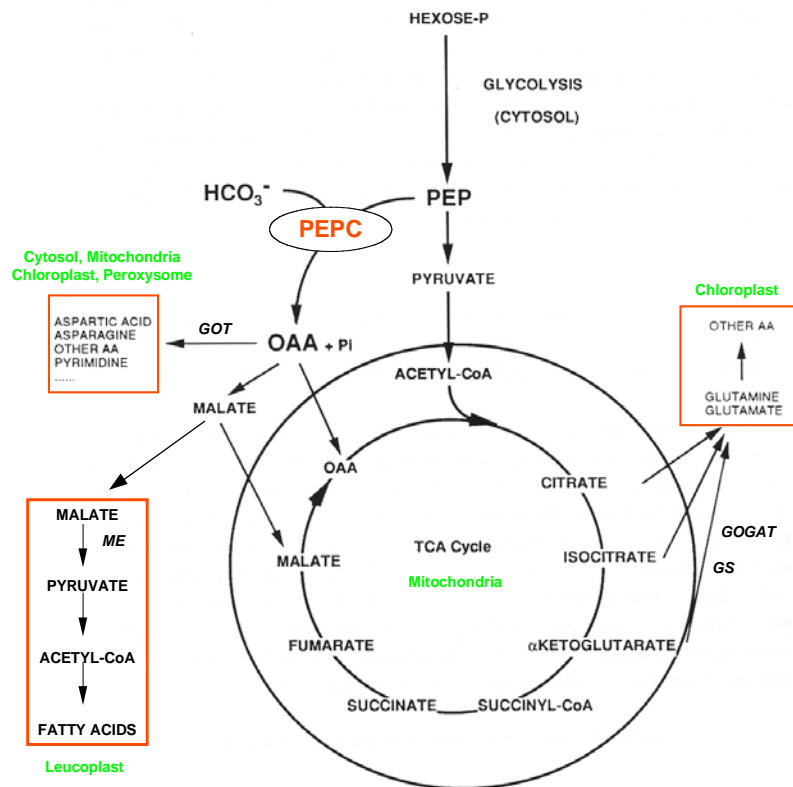 HEXOSE-P
GLYCOLYSIS
(CYTOSOL)
HCO₃⁻
PEP
PEPC
Cytosol, Mitochondria
Chloroplast, Peroxysome
PYRUVATE
Chloroplast
ASPARTIC ACID
ASPARAGINE
OTHER AA
PYRIMIDINE
......
GOT
OAA + Pi
OTHER AA
ACETYL-CoA
GLUTAMINE
GLUTAMATE
MALATE
OAA
CITRATE
MALATE
ME
PYRUVATE
ACETYL-CoA
FATTY ACIDS
Leucoplast
MALATE
TCA Cycle
Mitochondria
ISOCITRATE
GOGAT
GS
FUMARATE
αKETOGLUTARATE
SUCCINATE
SUCCINYL-CoA